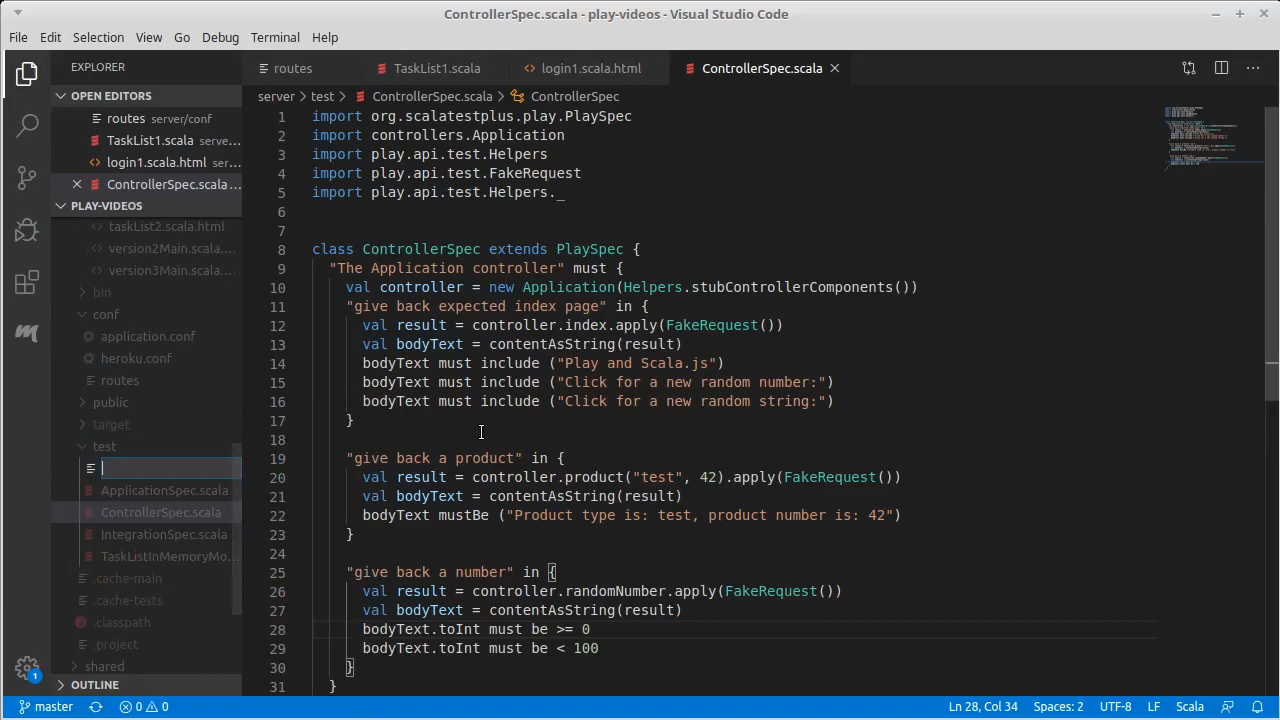 ControllerSpec.scala - play-videos - Visual Studio Code
File Edit Selection View Go Debug Terminal Help
EXPLORER
OPEN EDITORS
routes server/conf
TaskList1.scala serve...
login1.scala.html ser...
ControllerSpec.scala ...
PLAY-VIDEOS
taskList2.scala.html
version2Main.scala....
version3Main.scala....
bin
conf
application.conf
heroku.conf
routes
public
target
test
ApplicationSpec.scala
ControllerSpec.scala
IntegrationSpec.scala
TaskListInMemoryMo...
.cache-main
.cache-tests
.classpath
.project
shared
OUTLINE
routes TaskList1.scala login1.scala.html ControllerSpec.scala
server > test > ControllerSpec.scala > ControllerSpec
1 import org.scalatestplus.play.PlaySpec
2 import controllers.Application
3 import play.api.test.Helpers
4 import play.api.test.FakeRequest
5 import play.api.test.Helpers._
6
7
8 class ControllerSpec extends PlaySpec {
9 "The Application controller" must {
10 val controller = new Application(Helpers.stubControllerComponents())
11 "give back expected index page" in {
12 val result = controller.index.apply(FakeRequest())
13 val bodyText = contentAsString(result)
14 bodyText must include ("Play and Scala.js")
15 bodyText must include ("Click for a new random number:")
16 bodyText must include ("Click for a new random string:")
17 }
18
19 "give back a product" in {
20 val result = controller.product("test", 42).apply(FakeRequest())
21 val bodyText = contentAsString(result)
22 bodyText mustBe ("Product type is: test, product number is: 42")
23 }
24
25 "give back a number" in {
26 val result = controller.randomNumber.apply(FakeRequest())
27 val bodyText = contentAsString(result)
28 bodyText.toInt must be >= 0
29 bodyText.toInt must be < 100
30 }
31 }
1
master 0 0 Ln 28, Col 34 Spaces: 2 UTF-8 LF Scala